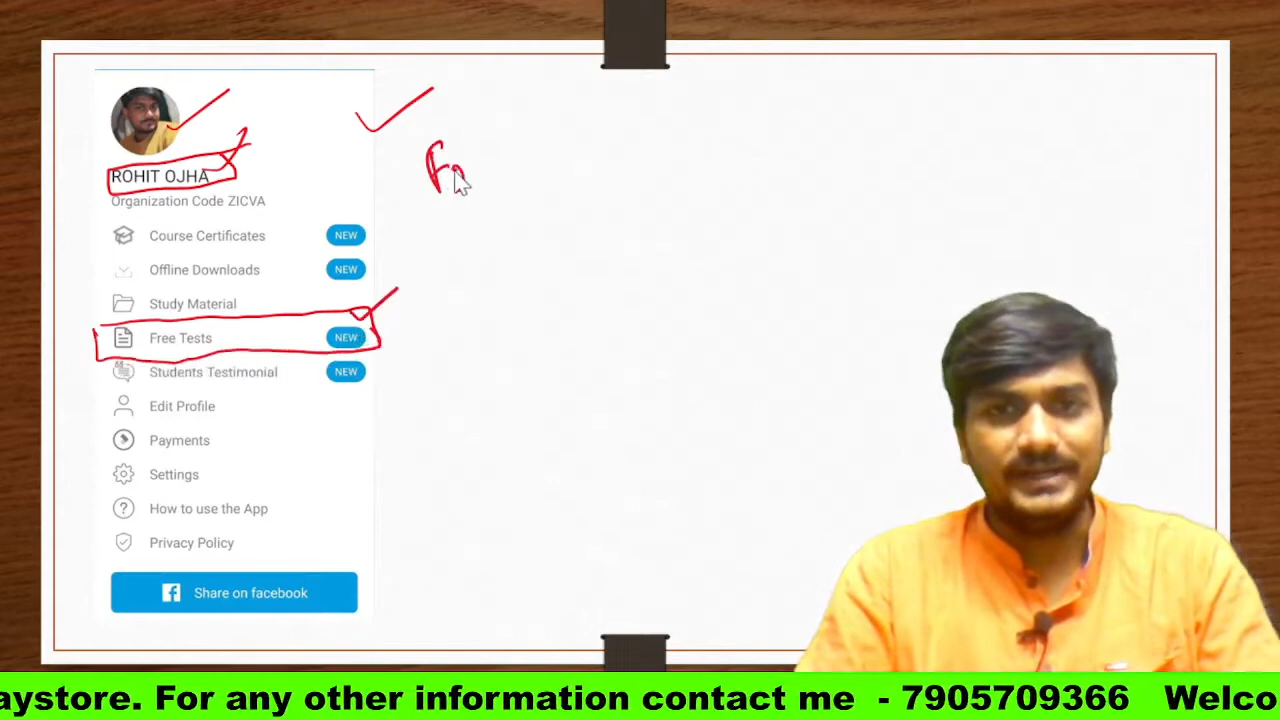 ROHIT OJHA
Organization Code ZICVA
Course Certificates NEW
Offline Downloads NEW
Study Material
Free Tests NEW
Students Testimonial NEW
Edit Profile
Payments
Settings
How to use the App
Privacy Policy
Share on facebook
aystore. For any other information contact me - 7905709366 Welco